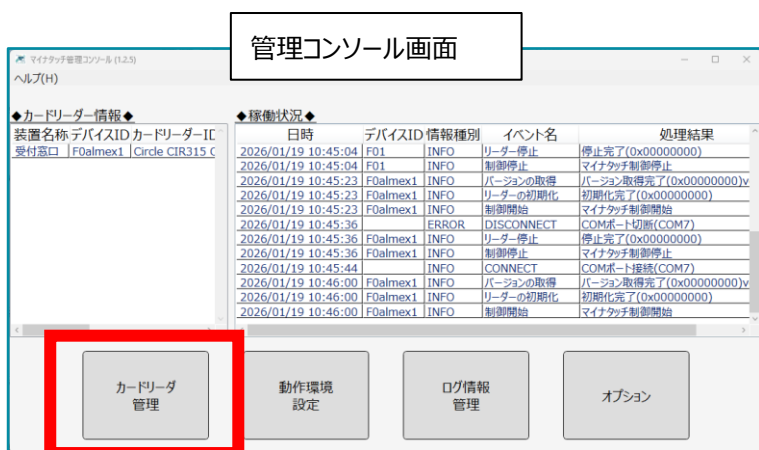 管理コンソール画面
マイナタッチ管理コンソール (1.2.5)
ヘルプ(H)
◆カードリーダー情報◆
装置名称 デバイスID カードリーダーID
受付窓口 F0almex1 Circle CIR315
◆稼働状況◆
日時 デバイスID 情報種別 イベント名 処理結果
2026/01/19 10:45:04 F01 INFO リーダー停止 停止完了(0x00000000)
2026/01/19 10:45:04 F01 INFO 制御停止 マイナタッチ制御停止
2026/01/19 10:45:23 F0almex1 INFO バージョンの取得 バージョン取得完了(0x00000000)v
2026/01/19 10:45:23 F0almex1 INFO リーダーの初期化 初期化完了(0x00000000)
2026/01/19 10:45:23 F0almex1 INFO 制御開始 マイナタッチ制御開始
2026/01/19 10:45:36 ERROR DISCONNECT COMポート切断(COM7)
2026/01/19 10:45:36 F0almex1 INFO リーダー停止 停止完了(0x00000000)
2026/01/19 10:45:36 F0almex1 INFO 制御停止 マイナタッチ制御停止
2026/01/19 10:45:44 INFO CONNECT COMポート接続(COM7)
2026/01/19 10:46:00 F0almex1 INFO バージョンの取得 バージョン取得完了(0x00000000)v
2026/01/19 10:46:00 F0almex1 INFO リーダーの初期化 初期化完了(0x00000000)
2026/01/19 10:46:00 F0almex1 INFO 制御開始 マイナタッチ制御開始
カードリーダ
管理
動作環境
設定
ログ情報
管理
オプション